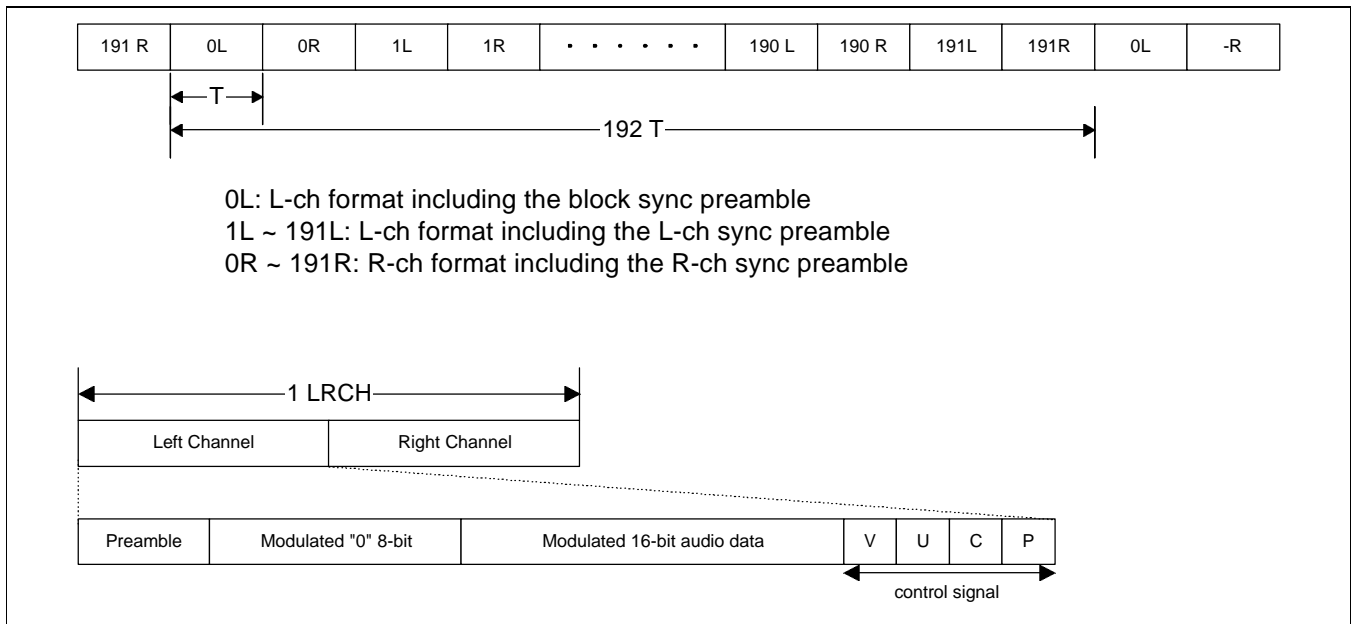 191 R 0L 0R 1L 1R · · · · · · 190 L 190 R 191L 191R 0L -R
T
192 T
0L: L-ch format including the block sync preamble
1L ~ 191L: L-ch format including the L-ch sync preamble
0R ~ 191R: R-ch format including the R-ch sync preamble
1 LRCH
Left Channel Right Channel
Preamble Modulated "0" 8-bit Modulated 16-bit audio data V U C P
control signal